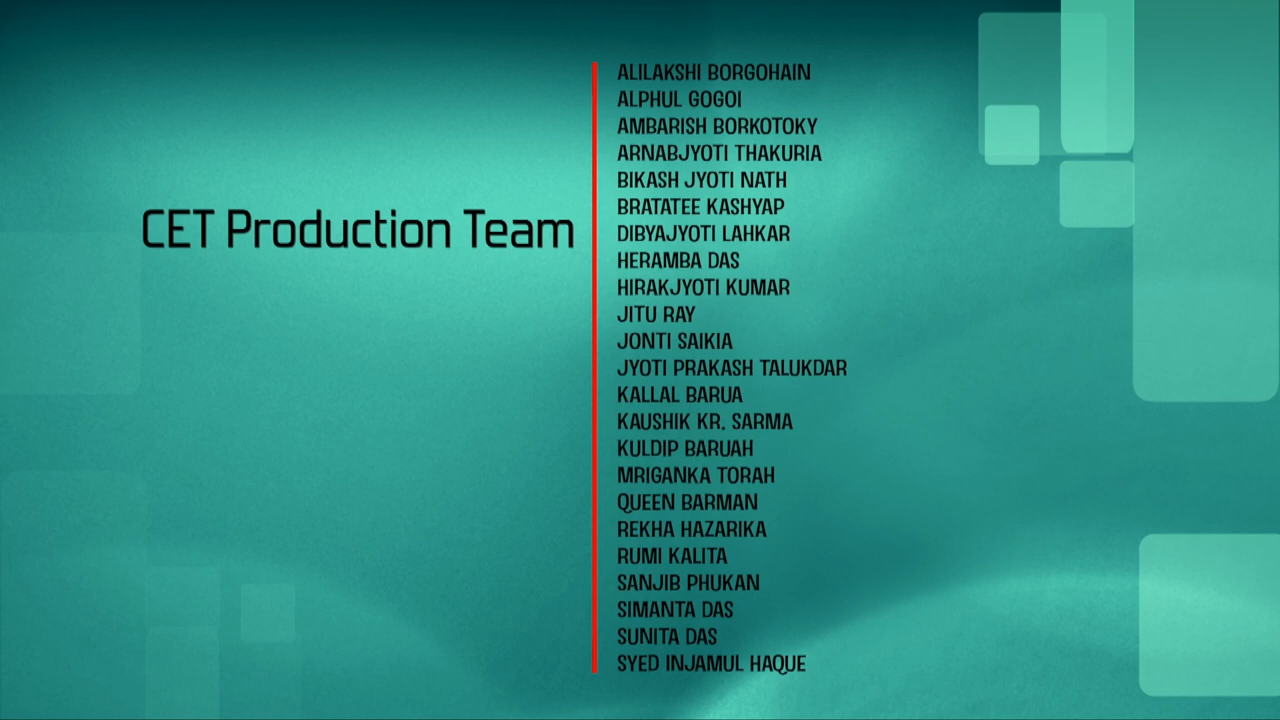 CET Production Team
ALILAKSHI BORGOHAIN
ALPHUL GOGOI
AMBARISH BORKOTOKY
ARNABJYOTI THAKURIA
BIKASH JYOTI NATH
BRATATEE KASHYAP
DIBYAJYOTI LAHKAR
HERAMBA DAS
HIRAKJYOTI KUMAR
JITU RAY
JONTI SAIKIA
JYOTI PRAKASH TALUKDAR
KALLAL BARUA
KAUSHIK KR. SARMA
KULDIP BARUAH
MRIGANKA TORAH
QUEEN BARMAN
REKHA HAZARIKA
RUMI KALITA
SANJIB PHUKAN
SIMANTA DAS
SUNITA DAS
SYED INJAMUL HAQUE